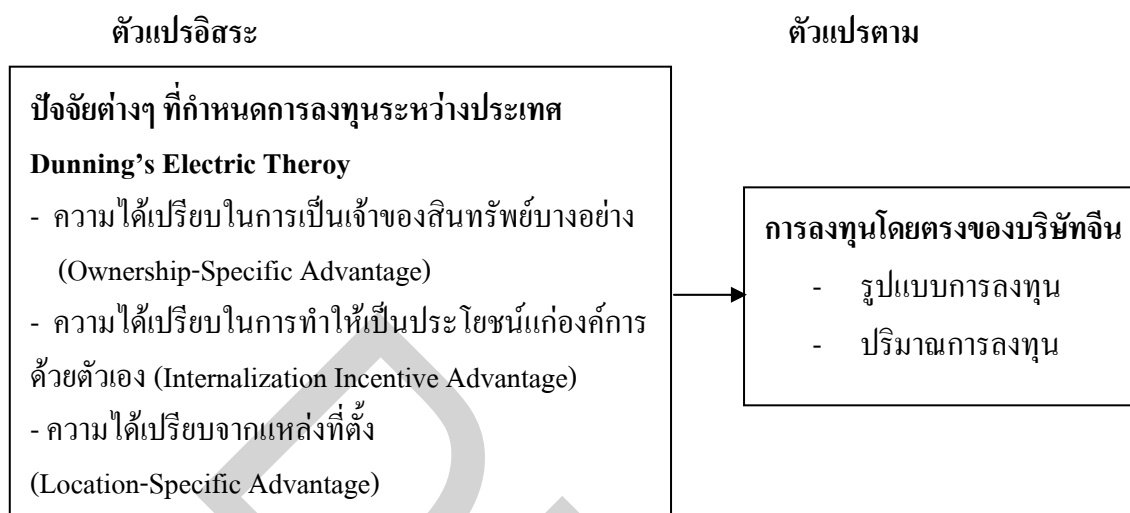 ตัวแปรอิสระ
ตัวแปรตาม
ปัจจัยต่างๆ ที่กำหนดการลงทุนระหว่างประเทศ
Dunning’s Electric Theroy
- ความได้เปรียบในการเป็นเจ้าของสินทรัพย์บางอย่าง
(Ownership-Specific Advantage)
- ความได้เปรียบในการทำให้เป็นประโยชน์แก่องค์การ
ด้วยตัวเอง (Internalization Incentive Advantage)
- ความได้เปรียบจากแหล่งที่ตั้ง
(Location-Specific Advantage)
การลงทุนโดยตรงของบริษัทจีน
- รูปแบบการลงทุน
- ปริมาณการลงทุน